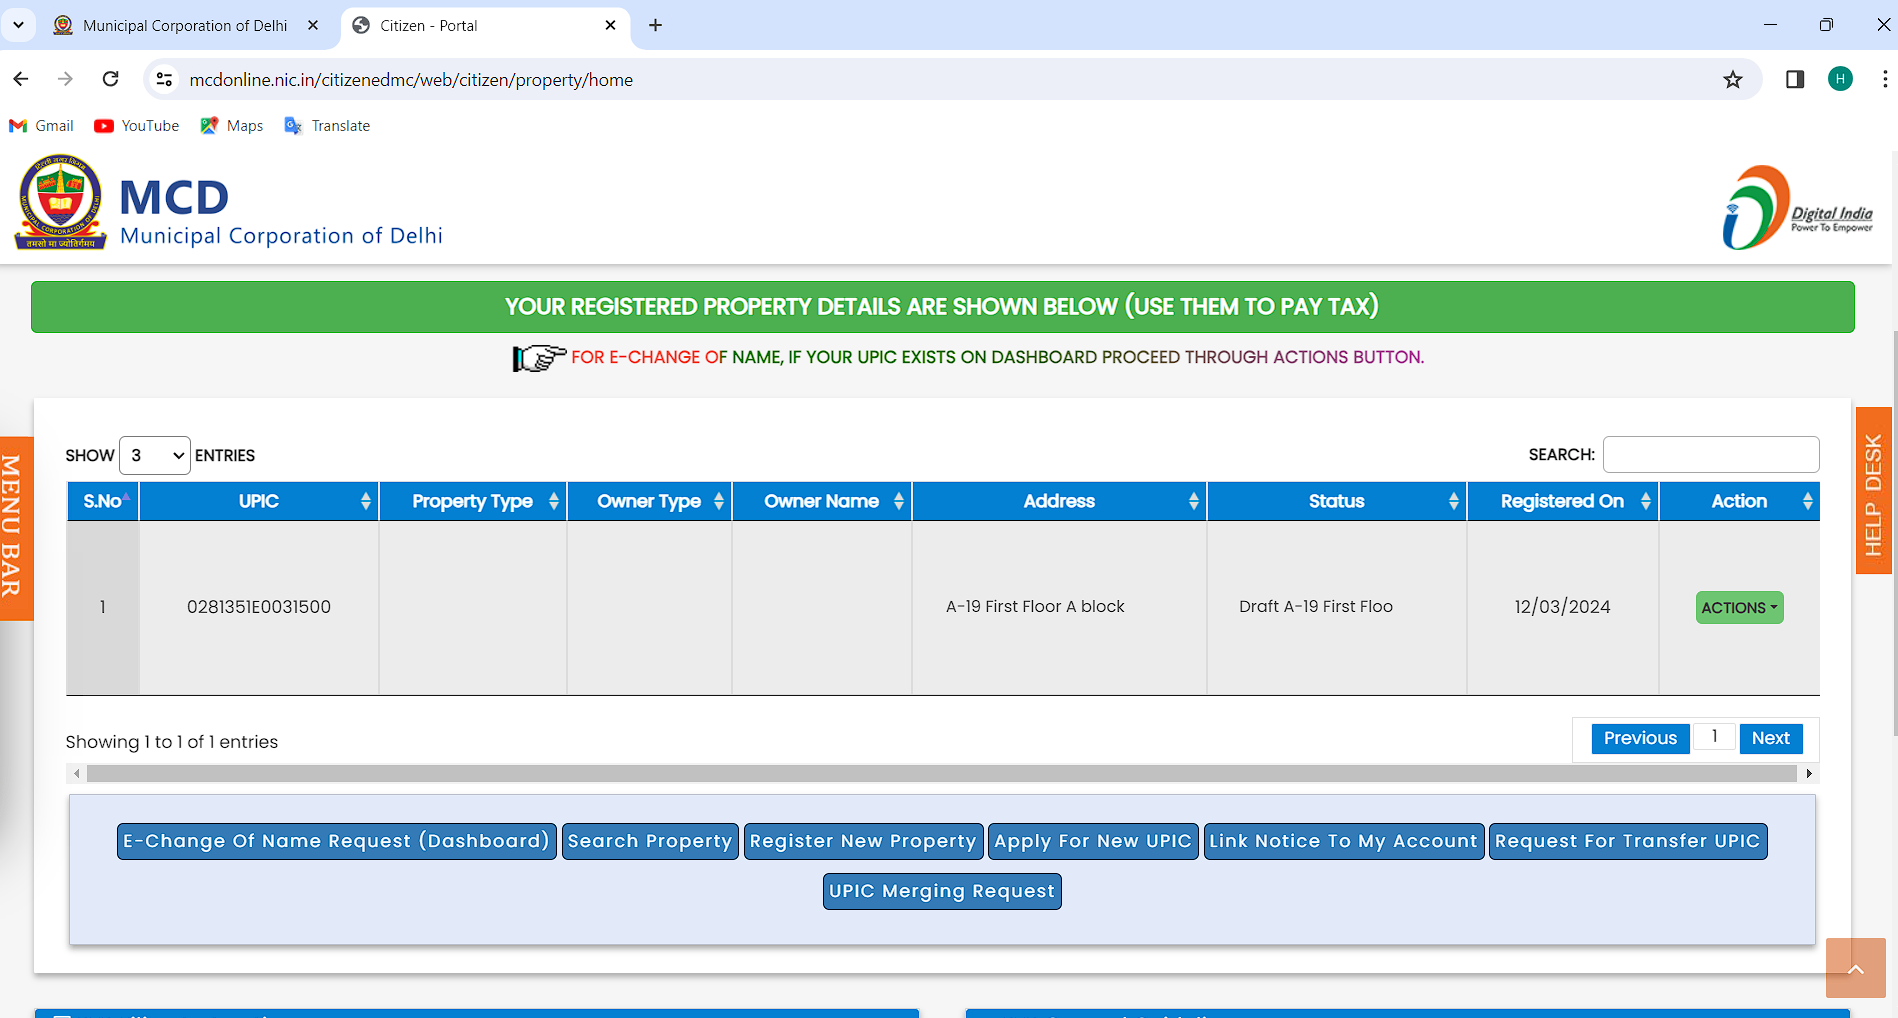 Municipal Corporation of Delhi
Citizen - Portal
mcdonline.nic.in/citizenedmc/web/citizen/property/home
H
Gmail YouTube Maps Translate
MCD
Municipal Corporation of Delhi
Digital India
Power To Empower
तमसो मा ज्योतिर्गमय
YOUR REGISTERED PROPERTY DETAILS ARE SHOWN BELOW (USE THEM TO PAY TAX)
FOR E-CHANGE OF NAME, IF YOUR UPIC EXISTS ON DASHBOARD PROCEED THROUGH ACTIONS BUTTON.
MENU BAR
HELP DESK
SHOW 3 ENTRIES
SEARCH:
S.No UPIC Property Type Owner Type Owner Name Address Status Registered On Action
1 0281351E0031500 A-19 First Floor A block Draft A-19 First Floo 12/03/2024 ACTIONS
Showing 1 to 1 of 1 entries
Previous 1 Next
E-Change Of Name Request (Dashboard) Search Property Register New Property Apply For New UPIC Link Notice To My Account Request For Transfer UPIC
UPIC Merging Request